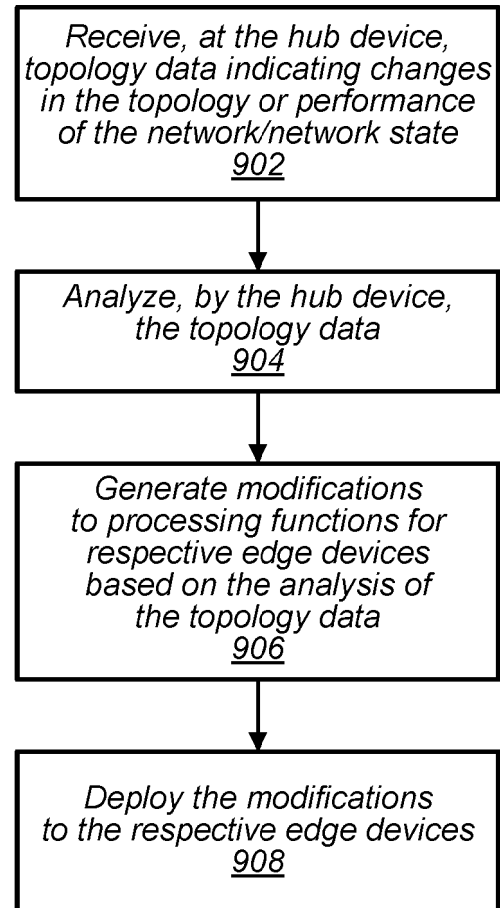 Receive, at the hub device,
topology data indicating changes
in the topology or performance
of the network/network state
902
Analyze, by the hub device,
the topology data
904
Generate modifications
to processing functions for
respective edge devices
based on the analysis of
the topology data
906
Deploy the modifications
to the respective edge devices
908